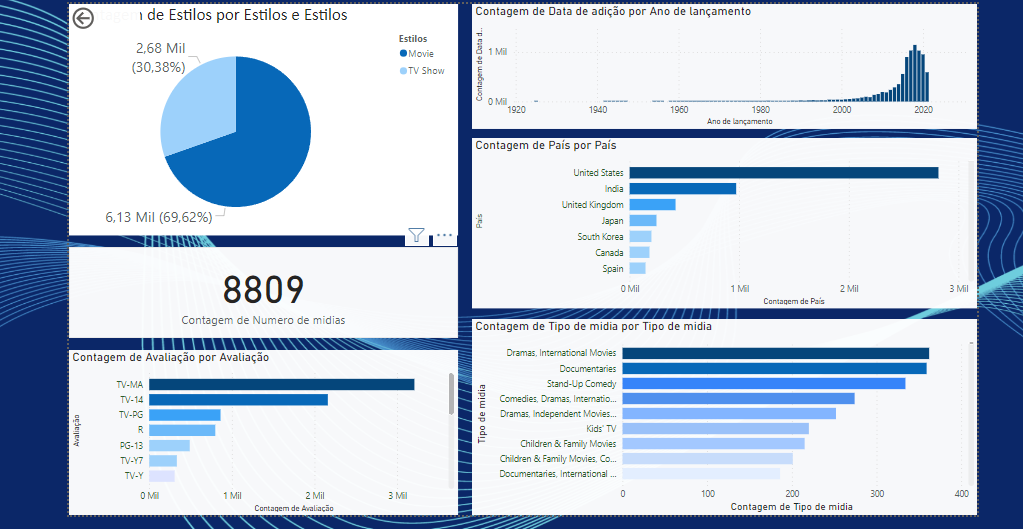 de Estilos por Estilos e Estilos
2,68 Mil
(30,38%)
6,13 Mil (69,62%)
Estilos
Movie
TV Show
8809
Contagem de Numero de midias
Contagem de Avaliação por Avaliação
Avaliação
TV-MA
TV-14
TV-PG
R
PG-13
TV-Y7
TV-Y
0 Mil 1 Mil 2 Mil 3 Mil
Contagem de Avaliação
Contagem de Data de adição por Ano de lançamento
Contagem de Data d...
1 Mil
0 Mil
1920 1940 1960 1980 2000 2020
Ano de lançamento
Contagem de País por País
País
United States
India
United Kingdom
Japan
South Korea
Canada
Spain
0 Mil 1 Mil 2 Mil 3 Mil
Contagem de País
Contagem de Tipo de midia por Tipo de midia
Tipo de midia
Dramas, International Movies
Documentaries
Stand-Up Comedy
Comedies, Dramas, Internatio...
Dramas, Independent Movies...
Kids' TV
Children & Family Movies
Children & Family Movies, Co...
Documentaries, International ...
0 100 200 300 400
Contagem de Tipo de midia